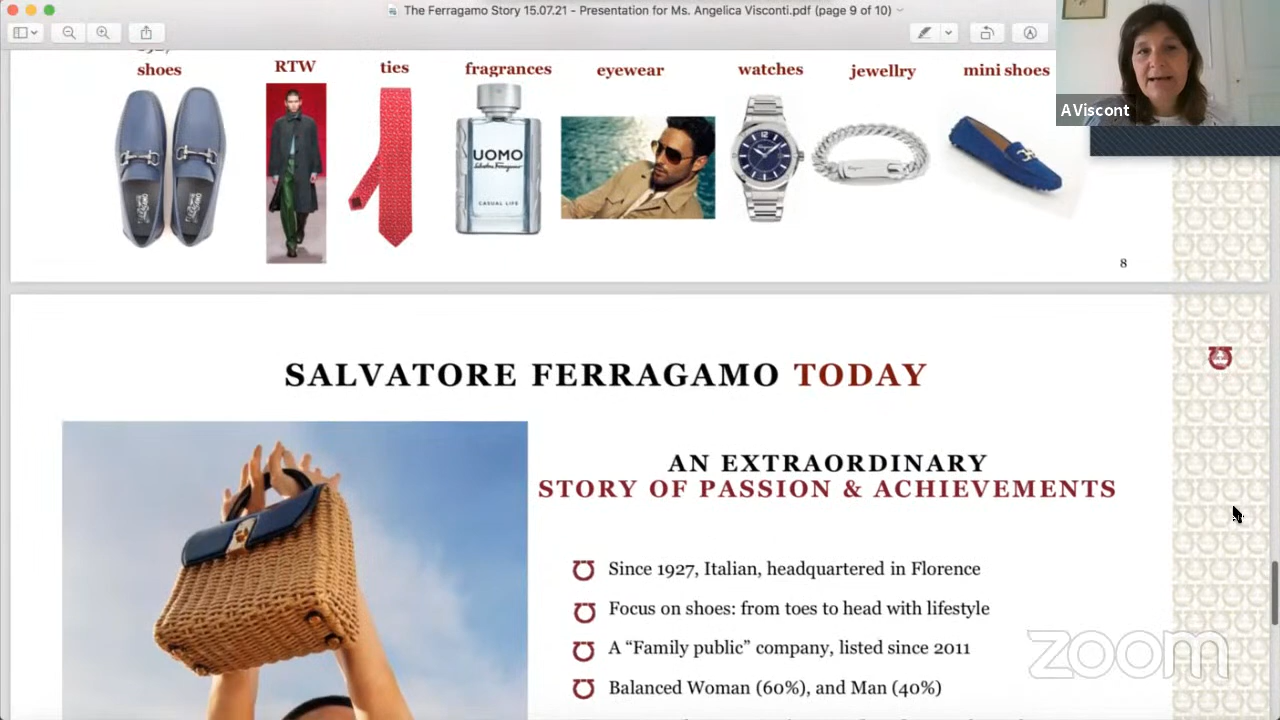 The Ferragamo Story 15.07.21 - Presentation for Ms. Angelica Visconti.pdf (page 9 of 10)
AViscont
shoes
RTW
ties
fragrances
eyewear
watches
jewellry
mini shoes
UOMO
Salvatore Ferragamo
CASUAL LIFE
8
SALVATORE FERRAGAMO TODAY
AN EXTRAORDINARY
STORY OF PASSION & ACHIEVEMENTS
Since 1927, Italian, headquartered in Florence
Focus on shoes: from toes to head with lifestyle
A “Family public” company, listed since 2011
Balanced Woman (60%), and Man (40%)
zoom